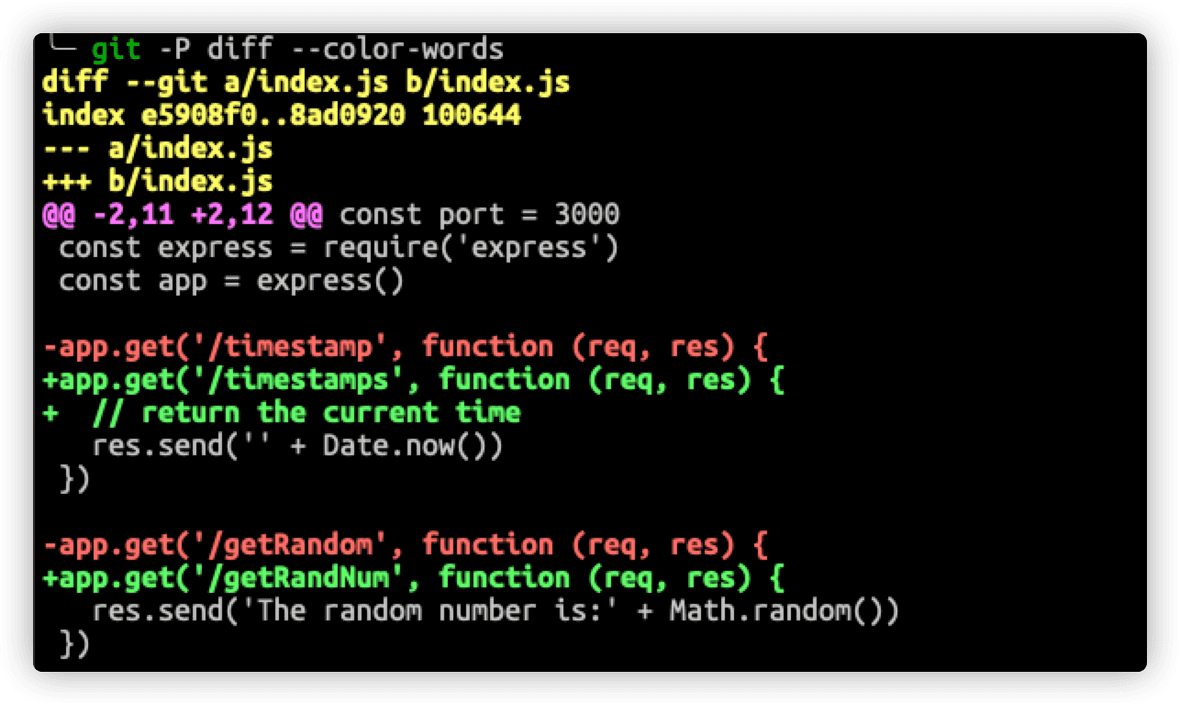 ╰─ git -P diff --color-words
diff --git a/index.js b/index.js
index e5908f0..8ad0920 100644
--- a/index.js
+++ b/index.js
@@ -2,11 +2,12 @@ const port = 3000
 const express = require('express')
 const app = express()

-app.get('/timestamp', function (req, res) {
+app.get('/timestamps', function (req, res) {
+  // return the current time
   res.send('' + Date.now())
 })

-app.get('/getRandom', function (req, res) {
+app.get('/getRandNum', function (req, res) {
   res.send('The random number is:' + Math.random())
 })